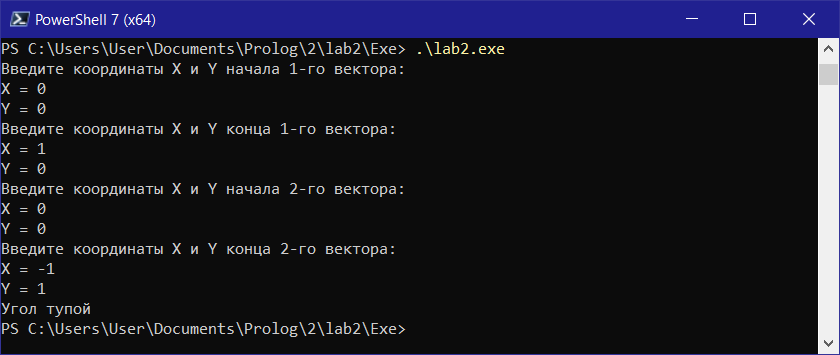 PowerShell 7 (x64)
PS C:\Users\User\Documents\Prolog\2\lab2\Exe> .\lab2.exe
Введите координаты X и Y начала 1-го вектора:
X = 0
Y = 0
Введите координаты X и Y конца 1-го вектора:
X = 1
Y = 0
Введите координаты X и Y начала 2-го вектора:
X = 0
Y = 0
Введите координаты X и Y конца 2-го вектора:
X = -1
Y = 1
Угол тупой
PS C:\Users\User\Documents\Prolog\2\lab2\Exe>